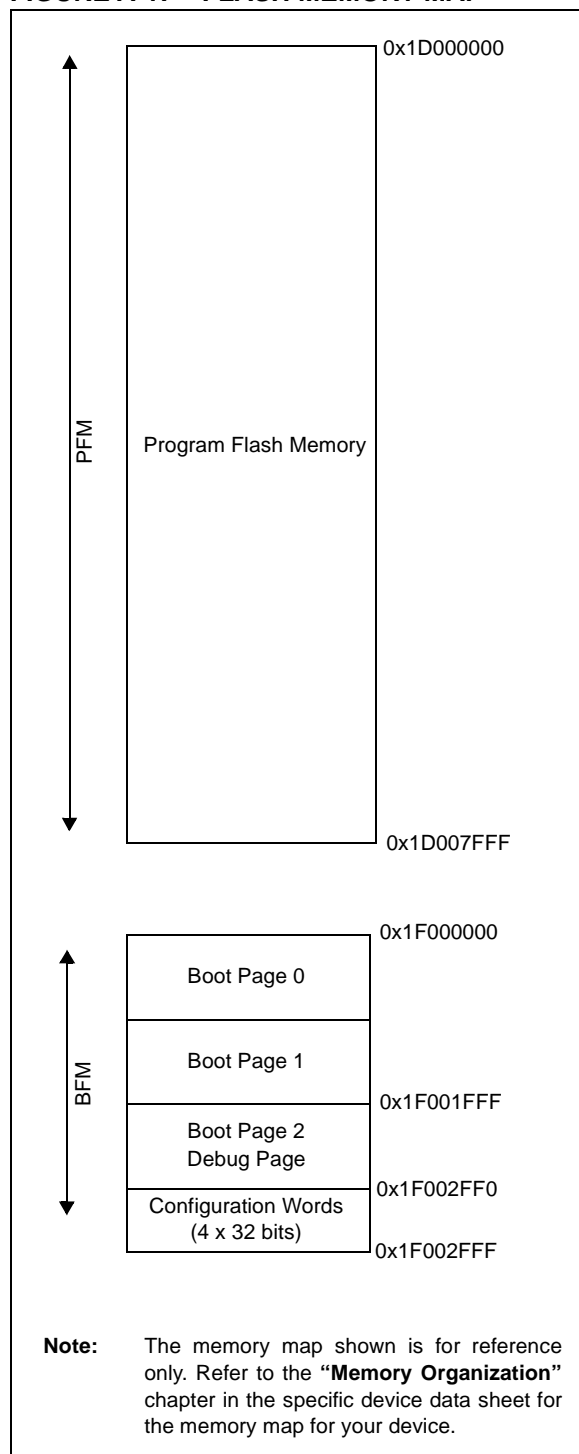 0x1D000000
PFM
Program Flash Memory
0x1D007FFF
0x1F000000
Boot Page 0
BFM
Boot Page 1
0x1F001FFF
Boot Page 2
Debug Page
0x1F002FF0
Configuration Words
(4 x 32 bits)
0x1F002FFF
Note: The memory map shown is for reference
only. Refer to the “Memory Organization”
chapter in the specific device data sheet for
the memory map for your device.